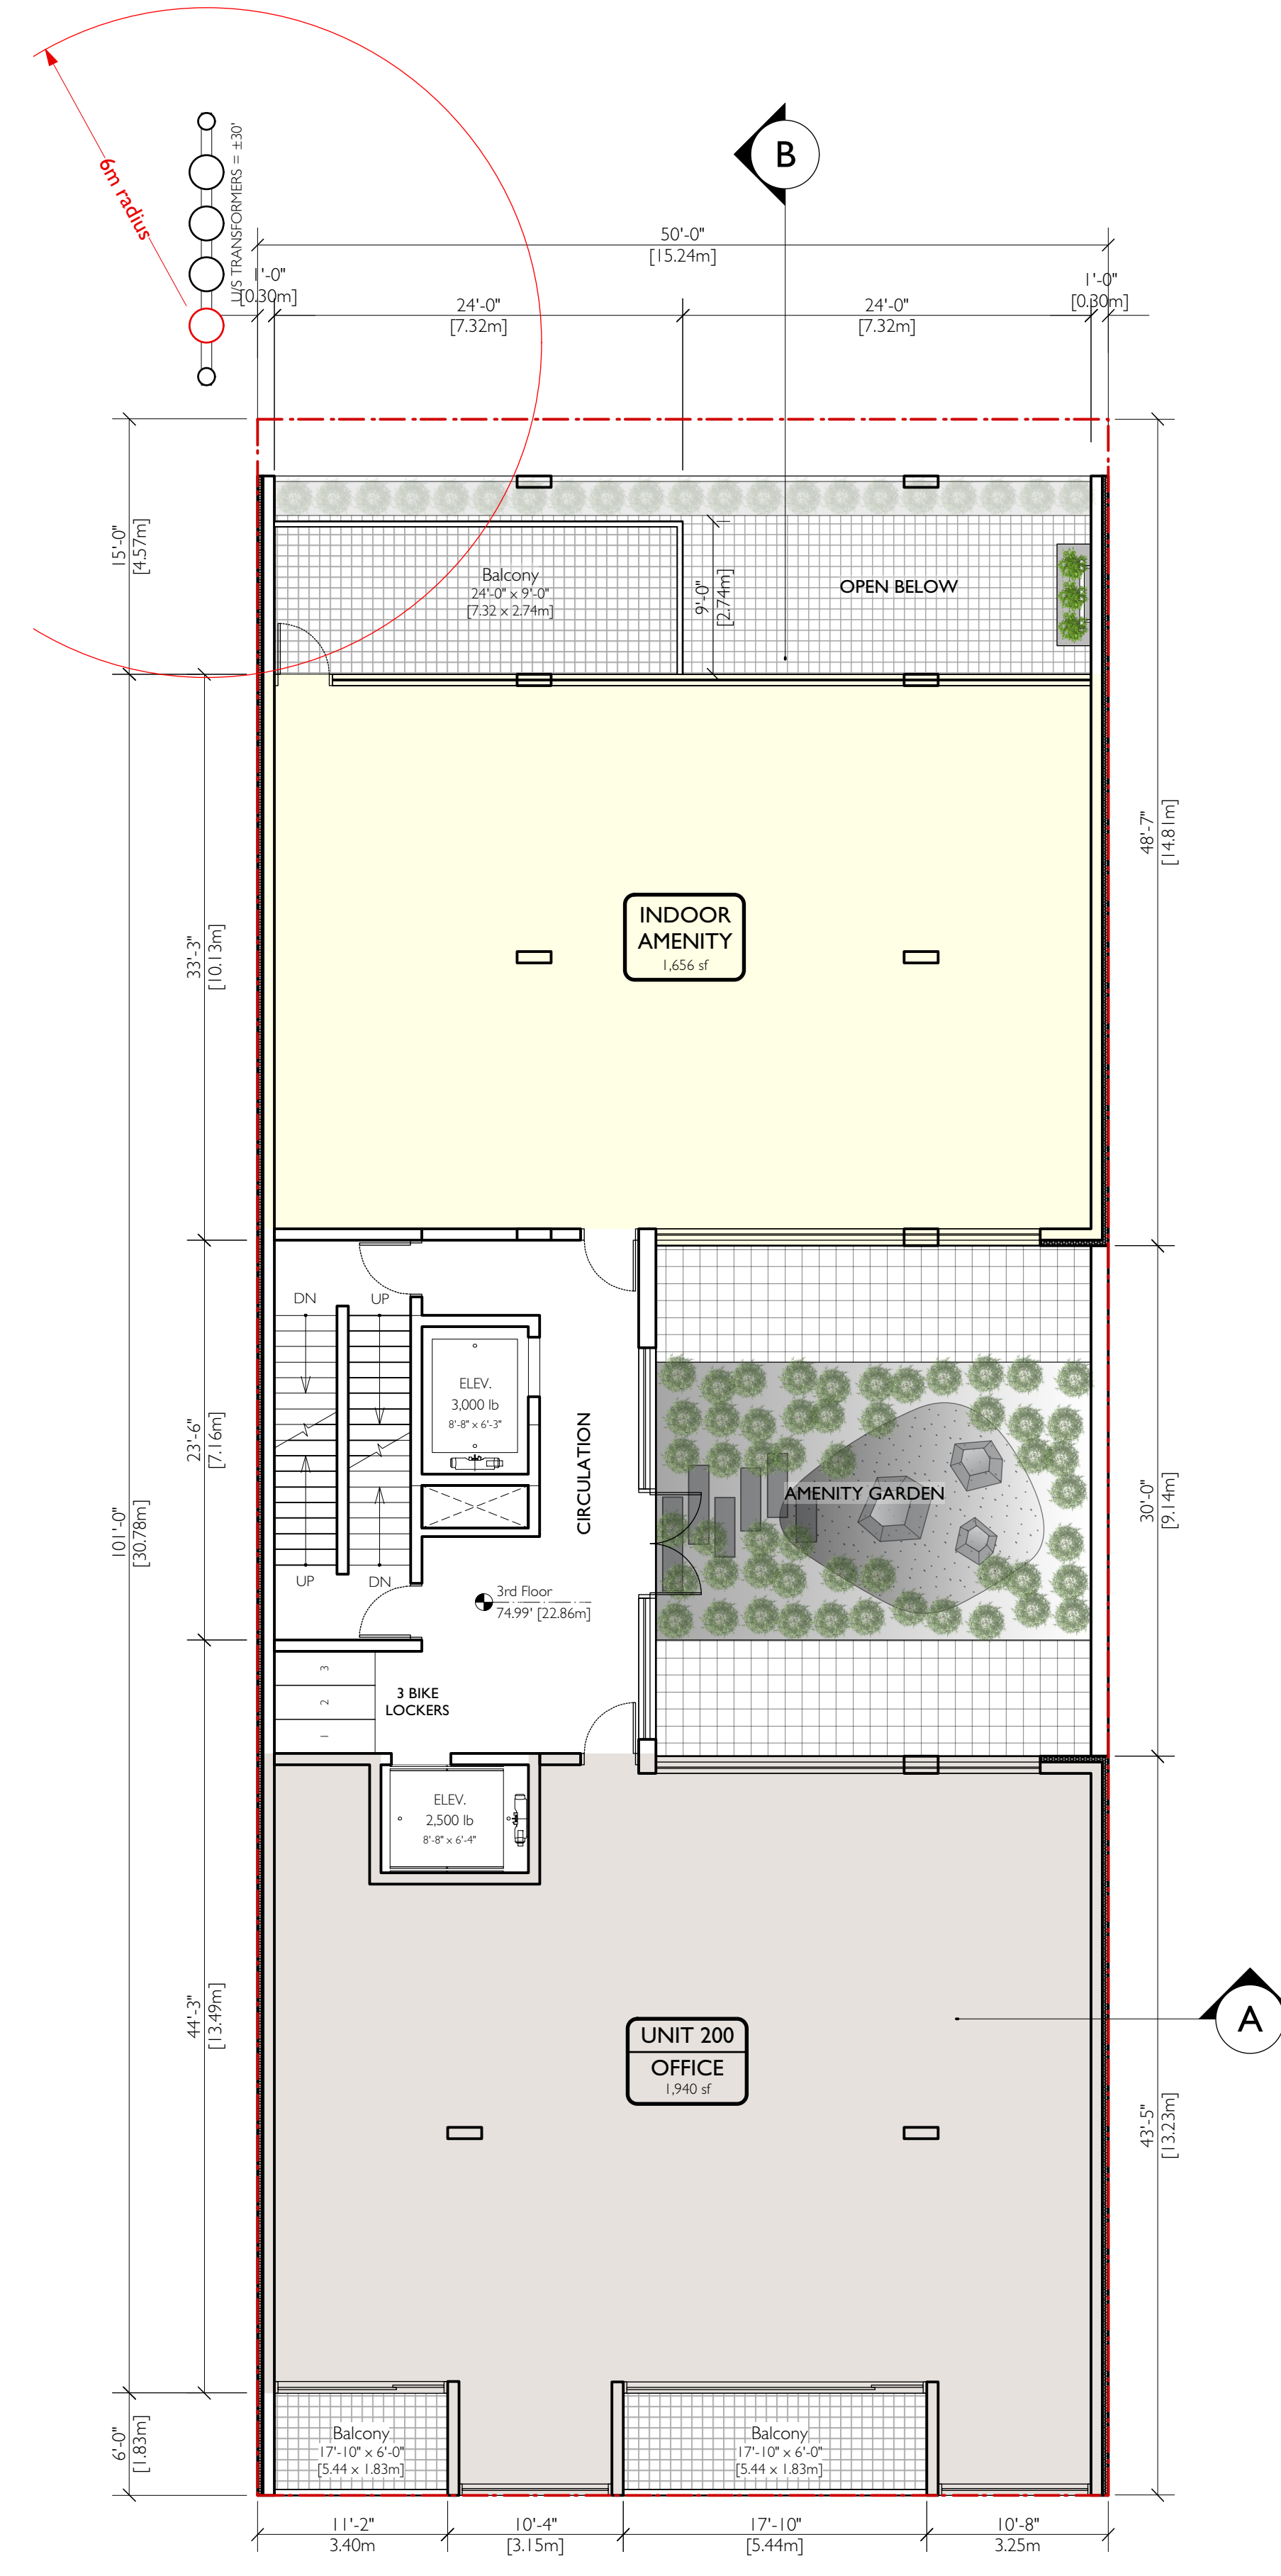 6m radius
U/S TRANSFORMERS = ±30'
B
50'-0"
[15.24m]
1'-0"
[0.30m]
24'-0"
[7.32m]
24'-0"
[7.32m]
1'-0"
[0.30m]
15'-0"
[4.57m]
Balcony
24'-0" x 9'-0"
[7.32 x 2.74m]
9'-0"
[2.74m]
OPEN BELOW
48'-7"
[14.81m]
33'-3"
[10.13m]
INDOOR
AMENITY
1,656 sf
DN
UP
ELEV.
3,000 lb
8'-8" x 6'-3"
CIRCULATION
23'-6"
[7.16m]
101'-0"
[30.78m]
AMENITY GARDEN
30'-0"
[9.14m]
UP
DN
3rd Floor
74.99' [22.86m]
3
2
1
3 BIKE
LOCKERS
ELEV.
2,500 lb
8'-8" x 6'-4"
44'-3"
[13.49m]
UNIT 200
OFFICE
1,940 sf
A
43'-5"
[13.23m]
6'-0"
[1.83m]
Balcony
17'-10" x 6'-0"
[5.44 x 1.83m]
Balcony
17'-10" x 6'-0"
[5.44 x 1.83m]
11'-2"
3.40m
10'-4"
[3.15m]
17'-10"
[5.44m]
10'-8"
3.25m